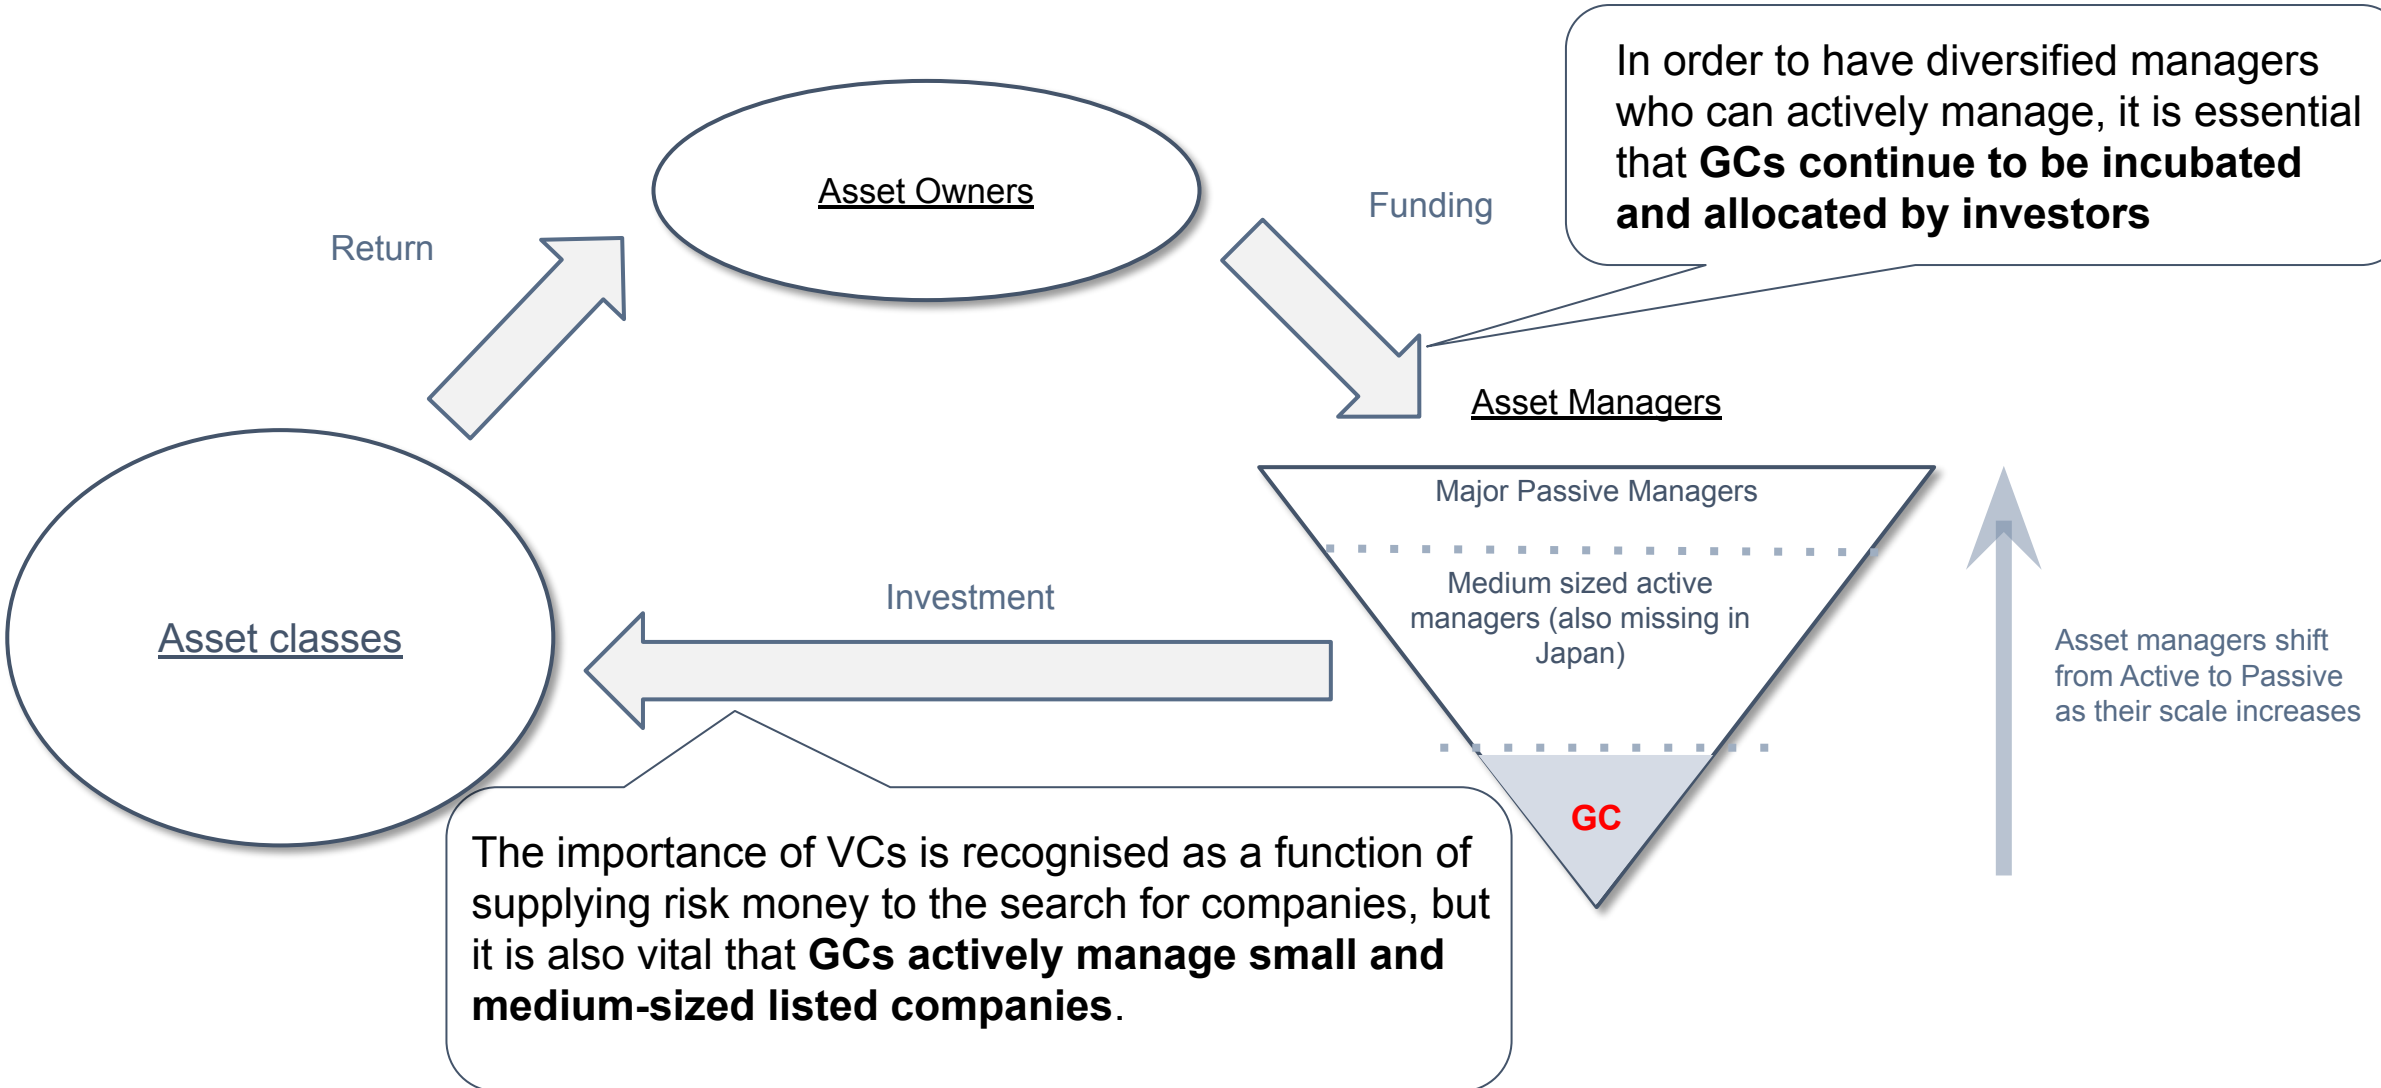 In order to have diversified managers
who can actively manage, it is essential
that GCs continue to be incubated
and allocated by investors
Asset Owners
Funding
Return
Asset Managers
Major Passive Managers
Medium sized active
managers (also missing in
Japan)
GC
Asset managers shift
from Active to Passive
as their scale increases
Investment
Asset classes
The importance of VCs is recognised as a function of
supplying risk money to the search for companies, but
it is also vital that GCs actively manage small and
medium-sized listed companies.